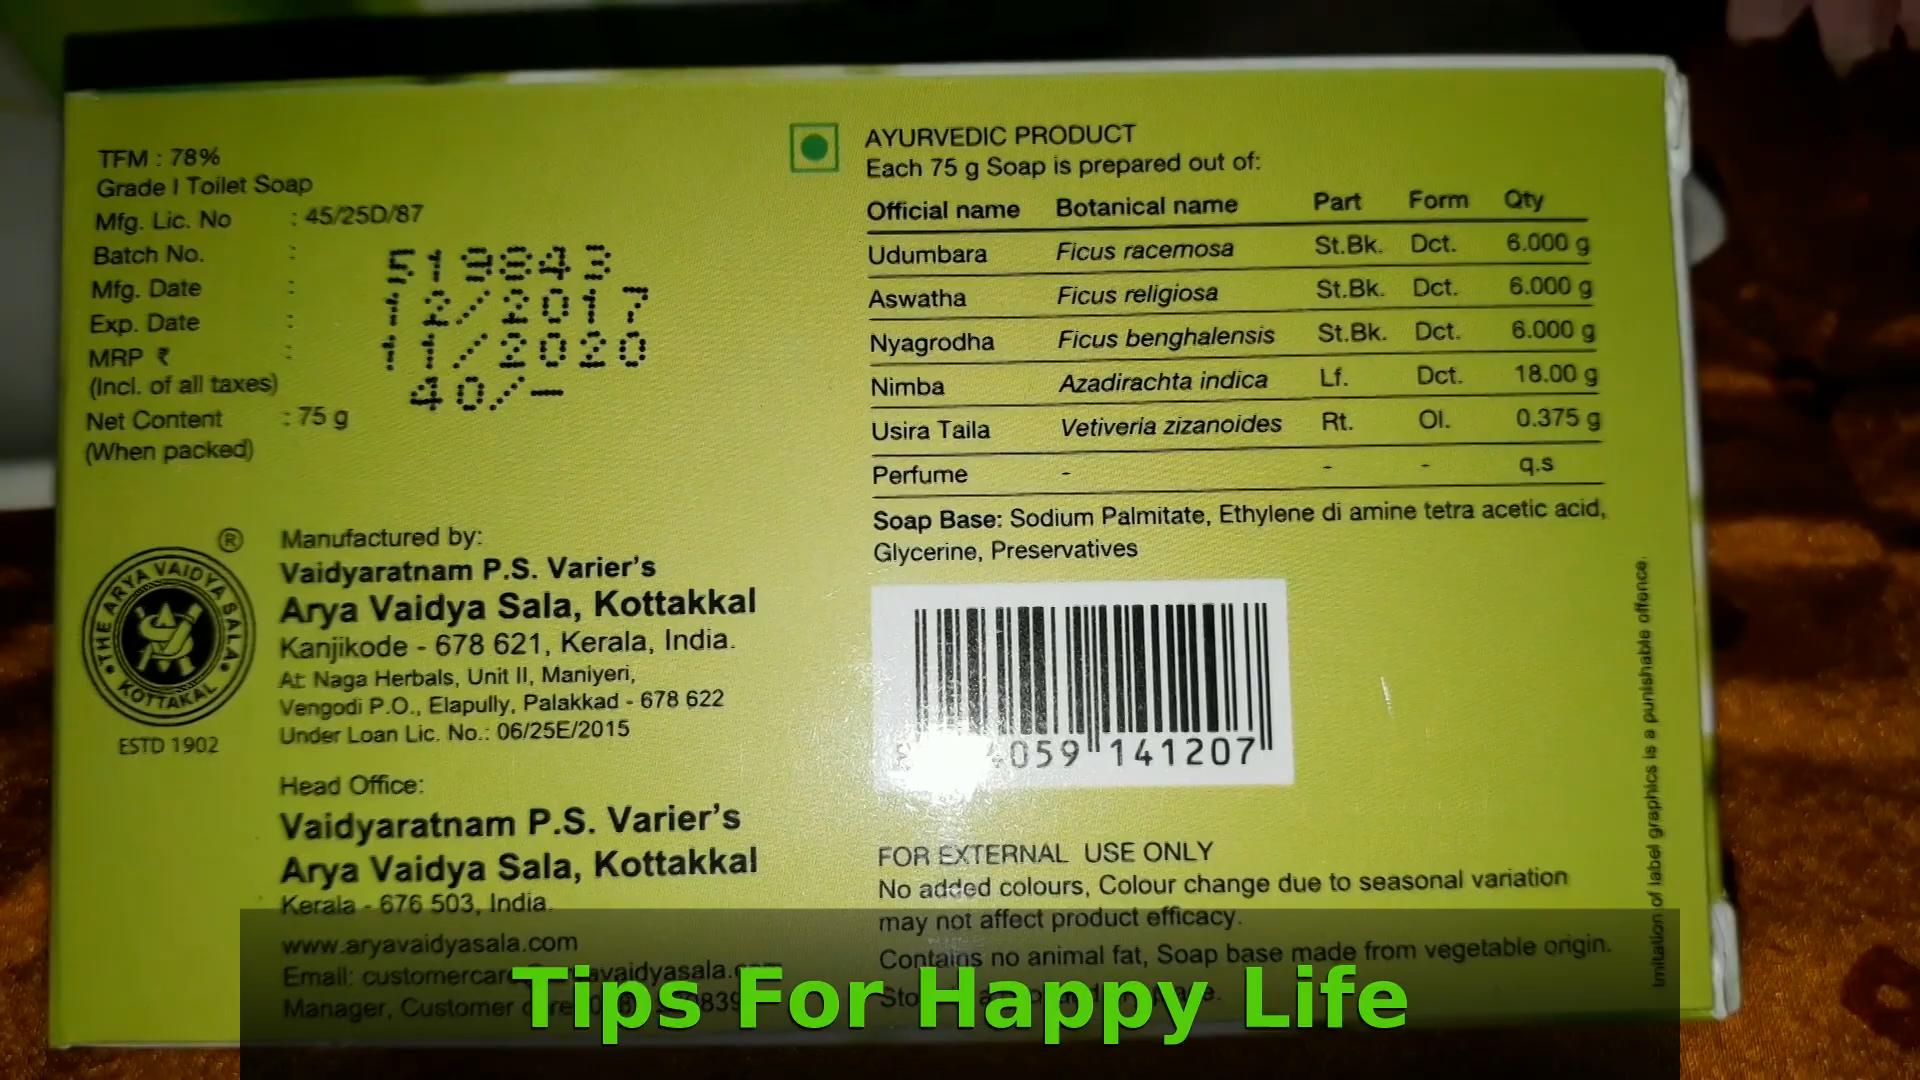 TFM : 78%
Grade I Toilet Soap
Mfg. Lic. No : 45/25D/87
Batch No. : 519843
Mfg. Date : 12/2017
Exp. Date : 11/2020
MRP ₹ : 40/-
(Incl. of all taxes)
Net Content : 75 g
(When packed)
THE ARYA VAIDYA SALA
KOTTAKAL
®
ESTD 1902
Manufactured by:
Vaidyaratnam P.S. Varier's
Arya Vaidya Sala, Kottakkal
Kanjikode - 678 621, Kerala, India.
At: Naga Herbals, Unit II, Maniyeri,
Vengodi P.O., Elapully, Palakkad - 678 622
Under Loan Lic. No.: 06/25E/2015
Head Office:
Vaidyaratnam P.S. Varier's
Arya Vaidya Sala, Kottakkal
Kerala - 676 503, India.
www.aryavaidyasala.com
Email:
Manager, Customer
AYURVEDIC PRODUCT
Each 75 g Soap is prepared out of:
Official name Botanical name Part Form Qty
Udumbara Ficus racemosa St.Bk. Dct. 6.000 g
Aswatha Ficus religiosa St.Bk. Dct. 6.000 g
Nyagrodha Ficus benghalensis St.Bk. Dct. 6.000 g
Nimba Azadirachta indica Lf. Dct. 18.00 g
Usira Taila Vetiveria zizanoides Rt. Ol. 0.375 g
Perfume - - - q.s
Soap Base: Sodium Palmitate, Ethylene di amine tetra acetic acid,
Glycerine, Preservatives
141207
FOR EXTERNAL USE ONLY
No added colours, Colour change due to seasonal variation
may not affect product efficacy.
Contains no animal fat, Soap base made from vegetable origin.
Imitation of label graphics is a punishable offence.
Tips For Happy Life